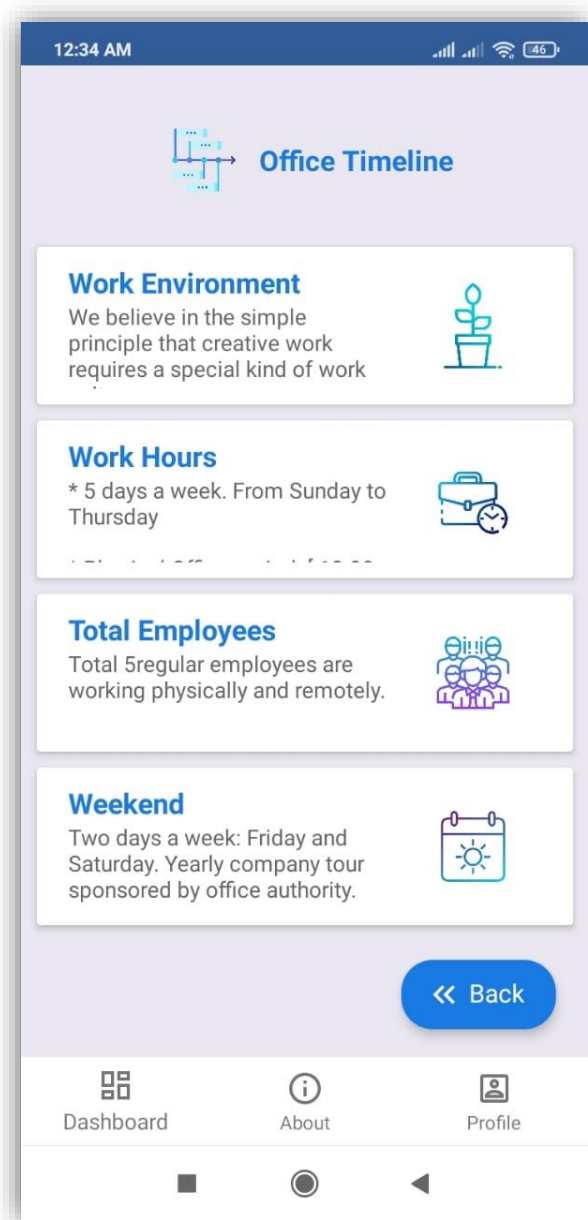 12:34 AM
46
Office Timeline
Work Environment
We believe in the simple
principle that creative work
requires a special kind of work
Work Hours
* 5 days a week. From Sunday to
Thursday
Total Employees
Total 5regular employees are
working physically and remotely.
Weekend
Two days a week: Friday and
Saturday. Yearly company tour
sponsored by office authority.
Back
Dashboard
About
Profile